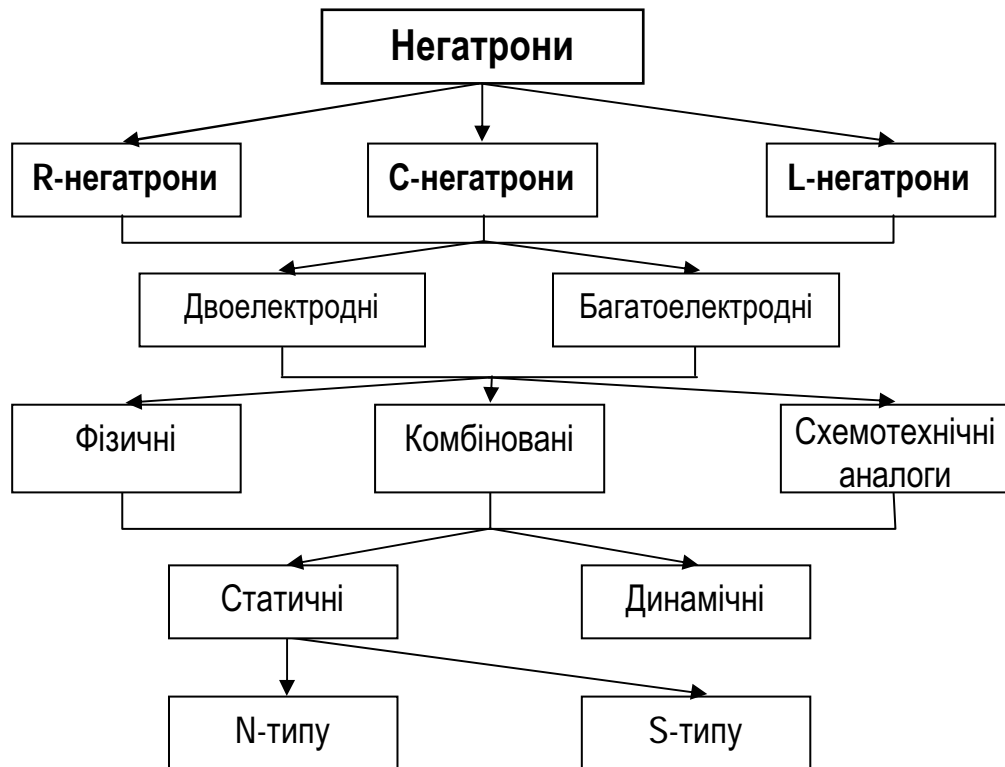 Негатрони
R-негатрони
C-негатрони
L-негатрони
Двоелектродні
Багатоелектродні
Фізичні
Комбіновані
Схемотехнічні
аналоги
Статичні
Динамічні
N-типу
S-типу